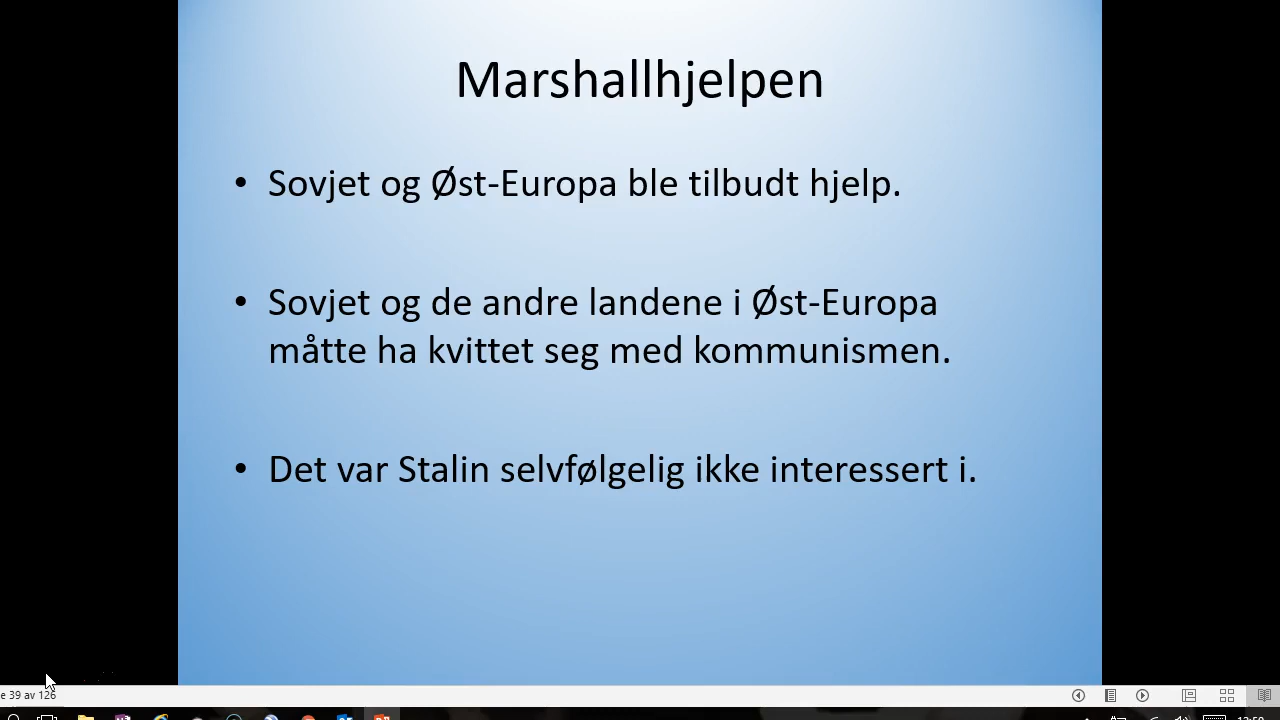 Marshallhjelpen
• Sovjet og Øst-Europa ble tilbudt hjelp.
• Sovjet og de andre landene i Øst-Europa
måtte ha kvittet seg med kommunismen.
• Det var Stalin selvfølgelig ikke interessert i.
e 39 av 126